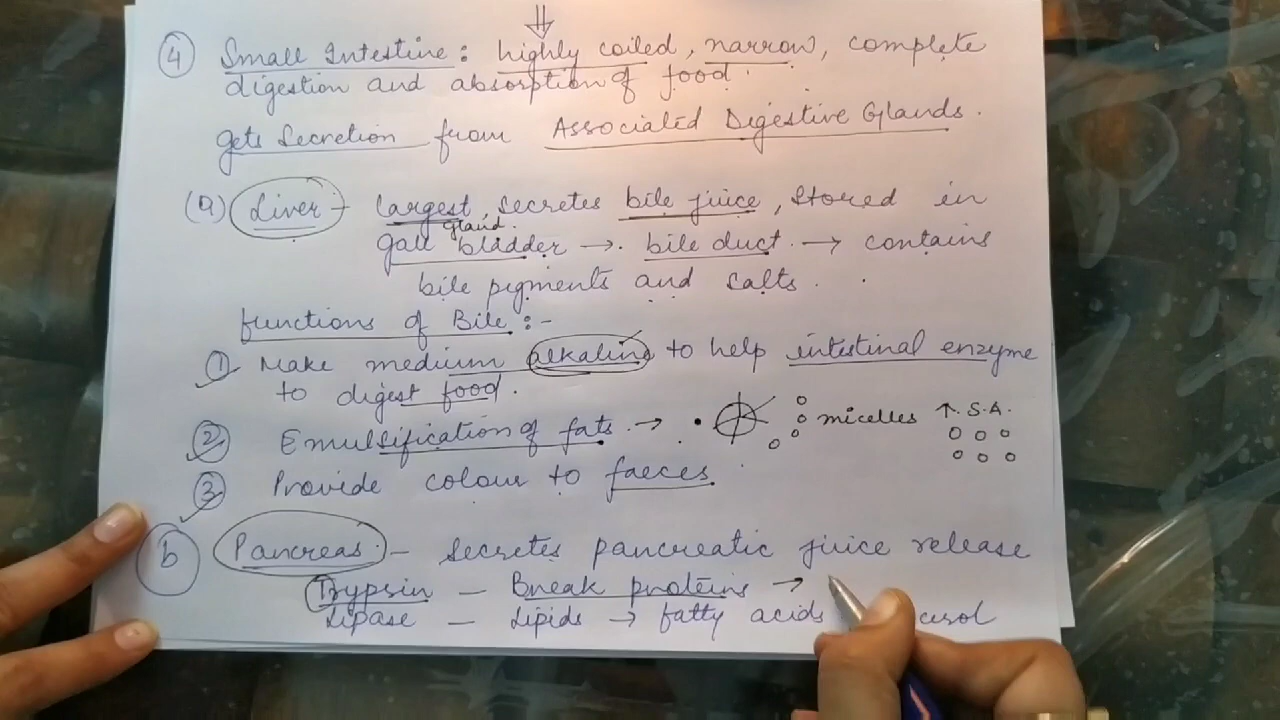 ⇓
④ Small Intestine: highly coiled, narrow, complete
digestion and absorption of food.
gets Secretion from Associated Digestive Glands.
(a) Liver - largest, secretes bile juice, stored in
gland.
gall bladder → bile duct. → contains
bile pigments and salts.
functions of Bile :-
① Make medium alkaline to help intestinal enzyme
to digest food.
② Emulsification of fats. → micelles ↑. S.A.
③ Provide colour to faeces.
b Pancreas. - Secretes pancreatic juice release
Trypsin - Break proteins →
Lipase - Lipids → fatty acids